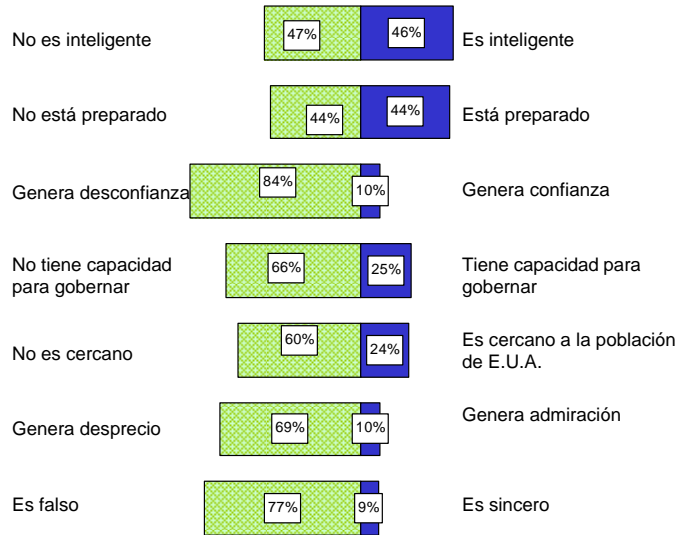 No es inteligente 47% 46% Es inteligente
No está preparado 44% 44% Está preparado
Genera desconfianza 84% 10% Genera confianza
No tiene capacidad
para gobernar
66% 25%
Tiene capacidad para
gobernar
No es cercano 60% 24%
Es cercano a la población
de E.U.A.
Genera desprecio 69% 10% Genera admiración
Es falso 77% 9% Es sincero